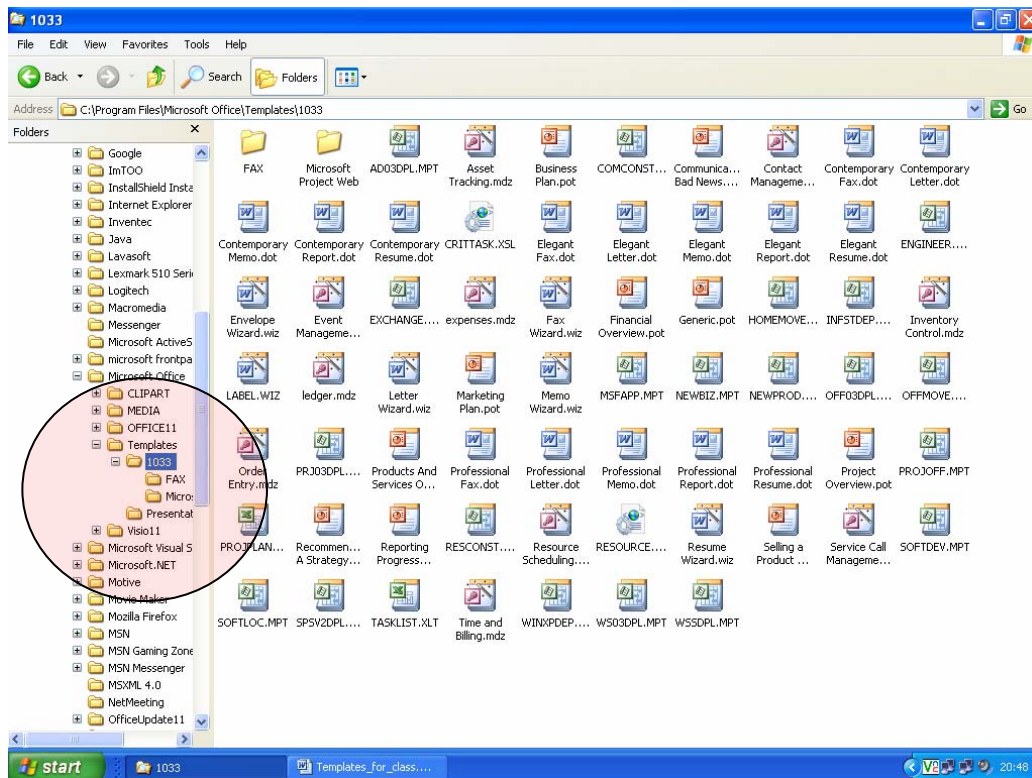 1033
File Edit View Favorites Tools Help
Back Search Folders
Address C:\Program Files\Microsoft Office\Templates\1033 Go
Folders x
Google
ImTOO
InstallShield Insta
Internet Explorer
Inventec
Java
Lavasoft
Lexmark 510 Serie
Logitech
Macromedia
Messenger
Microsoft ActiveS
microsoft frontpa
Microsoft Office
CLIPART
MEDIA
OFFICE11
Templates
1033
FAX
Micros
Presentat
Visio11
Microsoft Visual S
Microsoft.NET
Motive
Movie Maker
Mozilla Firefox
MSN
MSN Gaming Zone
MSN Messenger
MSXML 4.0
NetMeeting
OfficeUpdate11
FAX
Microsoft
Project Web
AD03DPL.MPT
Asset
Tracking.mdz
Business
Plan.pot
COMCONST...
Communica...
Bad News....
Contact
Manageme...
Contemporary
Fax.dot
Contemporary
Letter.dot
Contemporary
Memo.dot
Contemporary
Report.dot
Contemporary
Resume.dot
CRITTASK.XSL
Elegant
Fax.dot
Elegant
Letter.dot
Elegant
Memo.dot
Elegant
Report.dot
Elegant
Resume.dot
ENGINEER....
Envelope
Wizard.wiz
Event
Manageme...
EXCHANGE....
expenses.mdz
Fax
Wizard.wiz
Financial
Overview.pot
Generic.pot
HOMEMOVE...
INFSTDEP....
Inventory
Control.mdz
LABEL.WIZ
ledger.mdz
Letter
Wizard.wiz
Marketing
Plan.pot
Memo
Wizard.wiz
MSFAPP.MPT
NEWBIZ.MPT
NEWPROD....
OFF03DPL....
OFFMOVE....
Order
Entry.mdz
PRJ03DPL....
Products And
Services O...
Professional
Fax.dot
Professional
Letter.dot
Professional
Memo.dot
Professional
Report.dot
Professional
Resume.dot
Project
Overview.pot
PROJOFF.MPT
PROJPLAN...
Recommen...
A Strategy...
Reporting
Progress...
RESCONST....
Resource
Scheduling....
RESOURCE....
Resume
Wizard.wiz
Selling a
Product ...
Service Call
Manageme...
SOFTDEV.MPT
SOFTLOC.MPT
SPSV2DPL....
TASKLIST.XLT
Time and
Billing.mdz
WINXPDEP....
WS03DPL.MPT
WSSDPL.MPT
start 1033 Templates_for_class.... V2 20:48